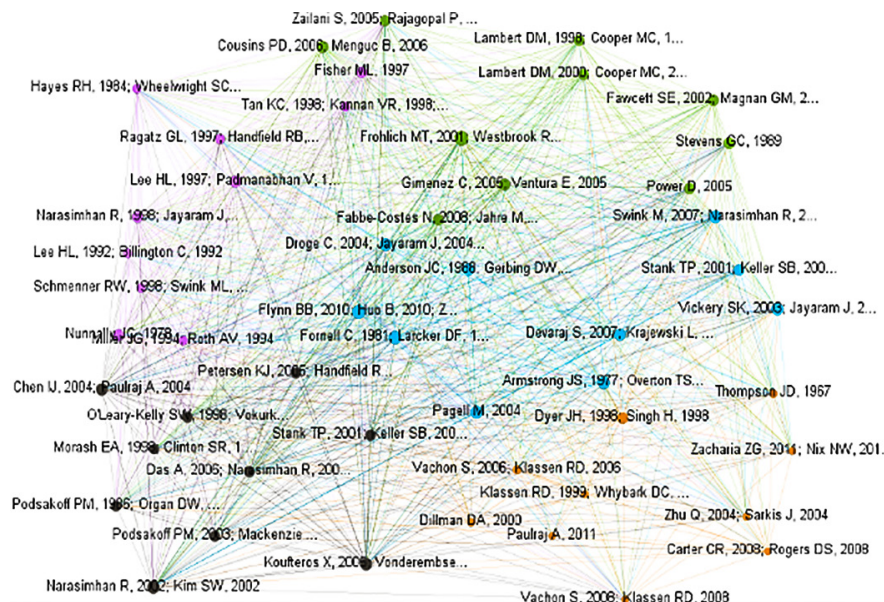 Zailani S, 2005; Rajagopal P, ...
Lambert DM, 1998; Cooper MC, 1...
Cousins PD, 2006; Menguc B, 2006
Fisher ML, 1997
Lambert DM, 2000; Cooper MC, 2...
Hayes RH, 1984; Wheelwright SC...
Tan KC, 1998; Kannan VR, 1998;...
Fawcett SE, 2002; Magnan GM, 2...
Ragatz GL, 1997; Handfield RB,...
Frohlich MT, 2001; Westbrook R...
Stevens GC, 1989
Lee HL, 1997; Padmanabhan V, 1...
Gimenez C, 2005; Ventura E, 2005
Power D, 2005
Narasimhan R, 1998; Jayaram J,...
Fabbe-Costes N, 2008; Jahre M,...
Swink M, 2007; Narasimhan R, 2...
Lee HL, 1992; Billington C, 1992
Droge C, 2004; Jayaram J, 2004...
Anderson JC, 1988; Gerbing DW,...
Stank TP, 2001; Keller SB, 200...
Schmenner RW, 1998; Swink ML, ...
Flynn BB, 2010; Huo B, 2010; Z...
Vickery SK, 2003; Jayaram J, 2...
Nunnally JC, 1978
Miller JG, 1994; Roth AV, 1994
Fornell C, 1981; Larcker DF, 1...
Devaraj S, 2007; Krajewski L, ...
Petersen KJ, 2005; Handfield R...
Chen IJ, 2004; Paulraj A, 2004
Armstrong JS, 1977; Overton TS...
Thompson JD, 1967
O'Leary-Kelly SW, 1998; Vokurk...
Pagell M, 2004
Dyer JH, 1998; Singh H, 1998
Stank TP, 2001; Keller SB, 200...
Morash EA, 1998; Clinton SR, 1...
Zacharia ZG, 2011; Nix NW, 201.
Das A, 2006; Narasimhan R, 200...
Vachon S, 2006; Klassen RD, 2006
Klassen RD, 1999; Whybark DC, ...
Podsakoff PM, 1986; Organ DW, ...
Dillman DA, 2000
Zhu Q, 2004; Sarkis J, 2004
Podsakoff PM, 2003; Mackenzie ...
Paulraj A, 2011
Carter CR, 2008; Rogers DS, 2008
Koufteros X, 2005; Vonderembse...
Narasimhan R, 2002; Kim SW, 2002
Vachon S, 2008; Klassen RD, 2008